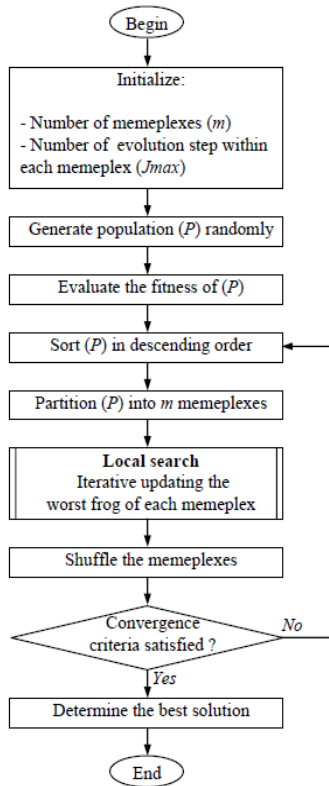 Begin
Initialize:
- Number of memeplexes (m)
- Number of evolution step within
each memeplex (Jmax)
Generate population (P) randomly
Evaluate the fitness of (P)
Sort (P) in descending order
Partition (P) into m memeplexes
Local search
Iterative updating the
worst frog of each memeplex
Shuffle the memeplexes
Convergence
criteria satisfied ?
No
Yes
Determine the best solution
End